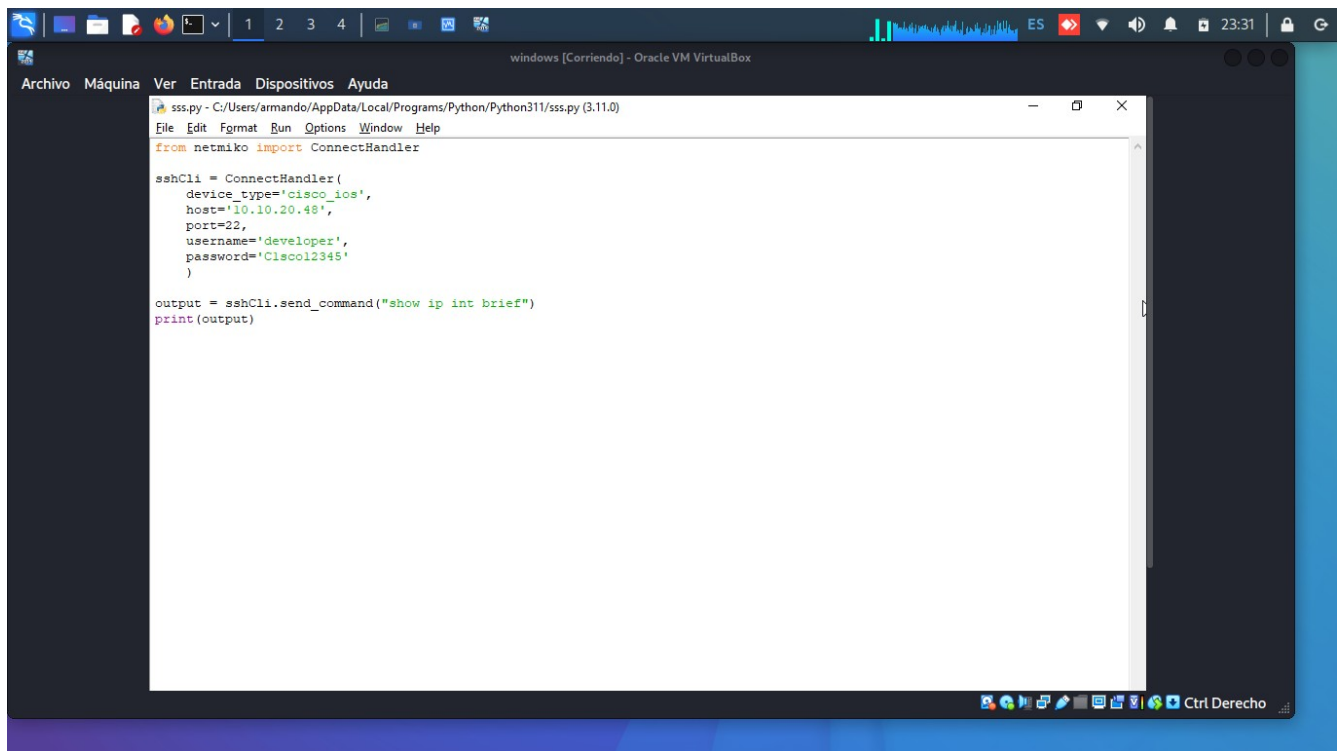 1 2 3 4 ES 23:31
windows [Corriendo] - Oracle VM VirtualBox
Archivo Máquina Ver Entrada Dispositivos Ayuda
sss.py - C:/Users/armando/AppData/Local/Programs/Python/Python311/sss.py (3.11.0)
File Edit Format Run Options Window Help
from netmiko import ConnectHandler
sshCli = ConnectHandler(
device_type='cisco_ios',
host='10.10.20.48',
port=22,
username='developer',
password='C1sco12345'
)
output = sshCli.send_command("show ip int brief")
print(output)
Ctrl Derecho